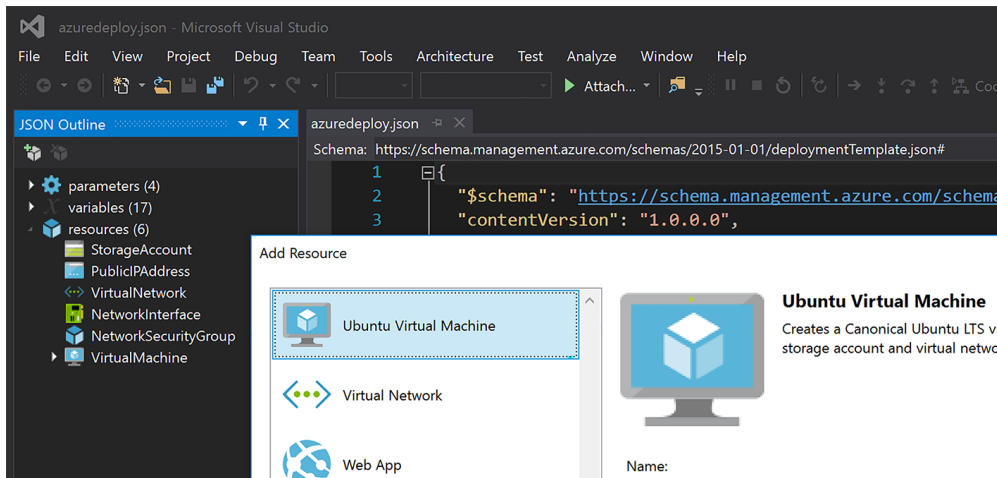 azuredeploy.json - Microsoft Visual Studio
File Edit View Project Debug Team Tools Architecture Test Analyze Window Help
Attach...
JSON Outline
azuredeploy.json
Schema: https://schema.management.azure.com/schemas/2015-01-01/deploymentTemplate.json#
parameters (4)
variables (17)
resources (6)
StorageAccount
PublicIPAddress
VirtualNetwork
NetworkInterface
NetworkSecurityGroup
VirtualMachine
1 {
2 "$schema": "https://schema.management.azure.com/schema
3 "contentVersion": "1.0.0.0",
Add Resource
Ubuntu Virtual Machine
Virtual Network
Web App
Ubuntu Virtual Machine
Creates a Canonical Ubuntu LTS
storage account and virtual
Name: